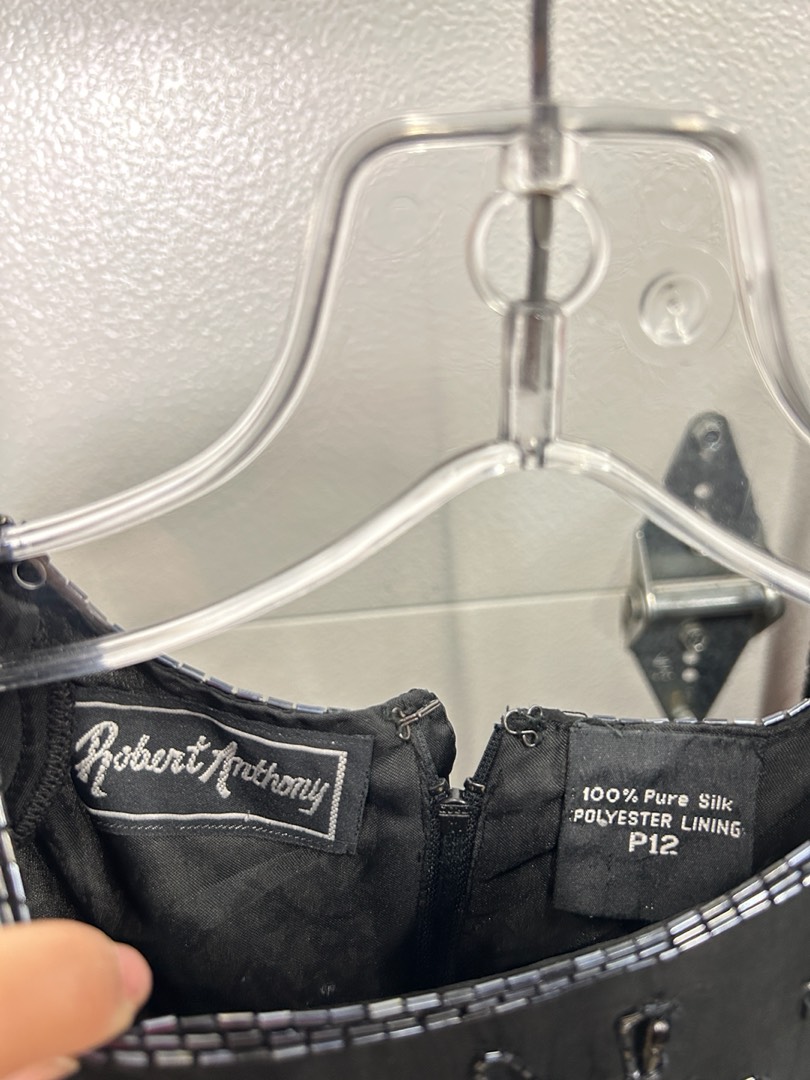 Robert Anthony
100% Pure Silk
POLYESTER LINING
P12